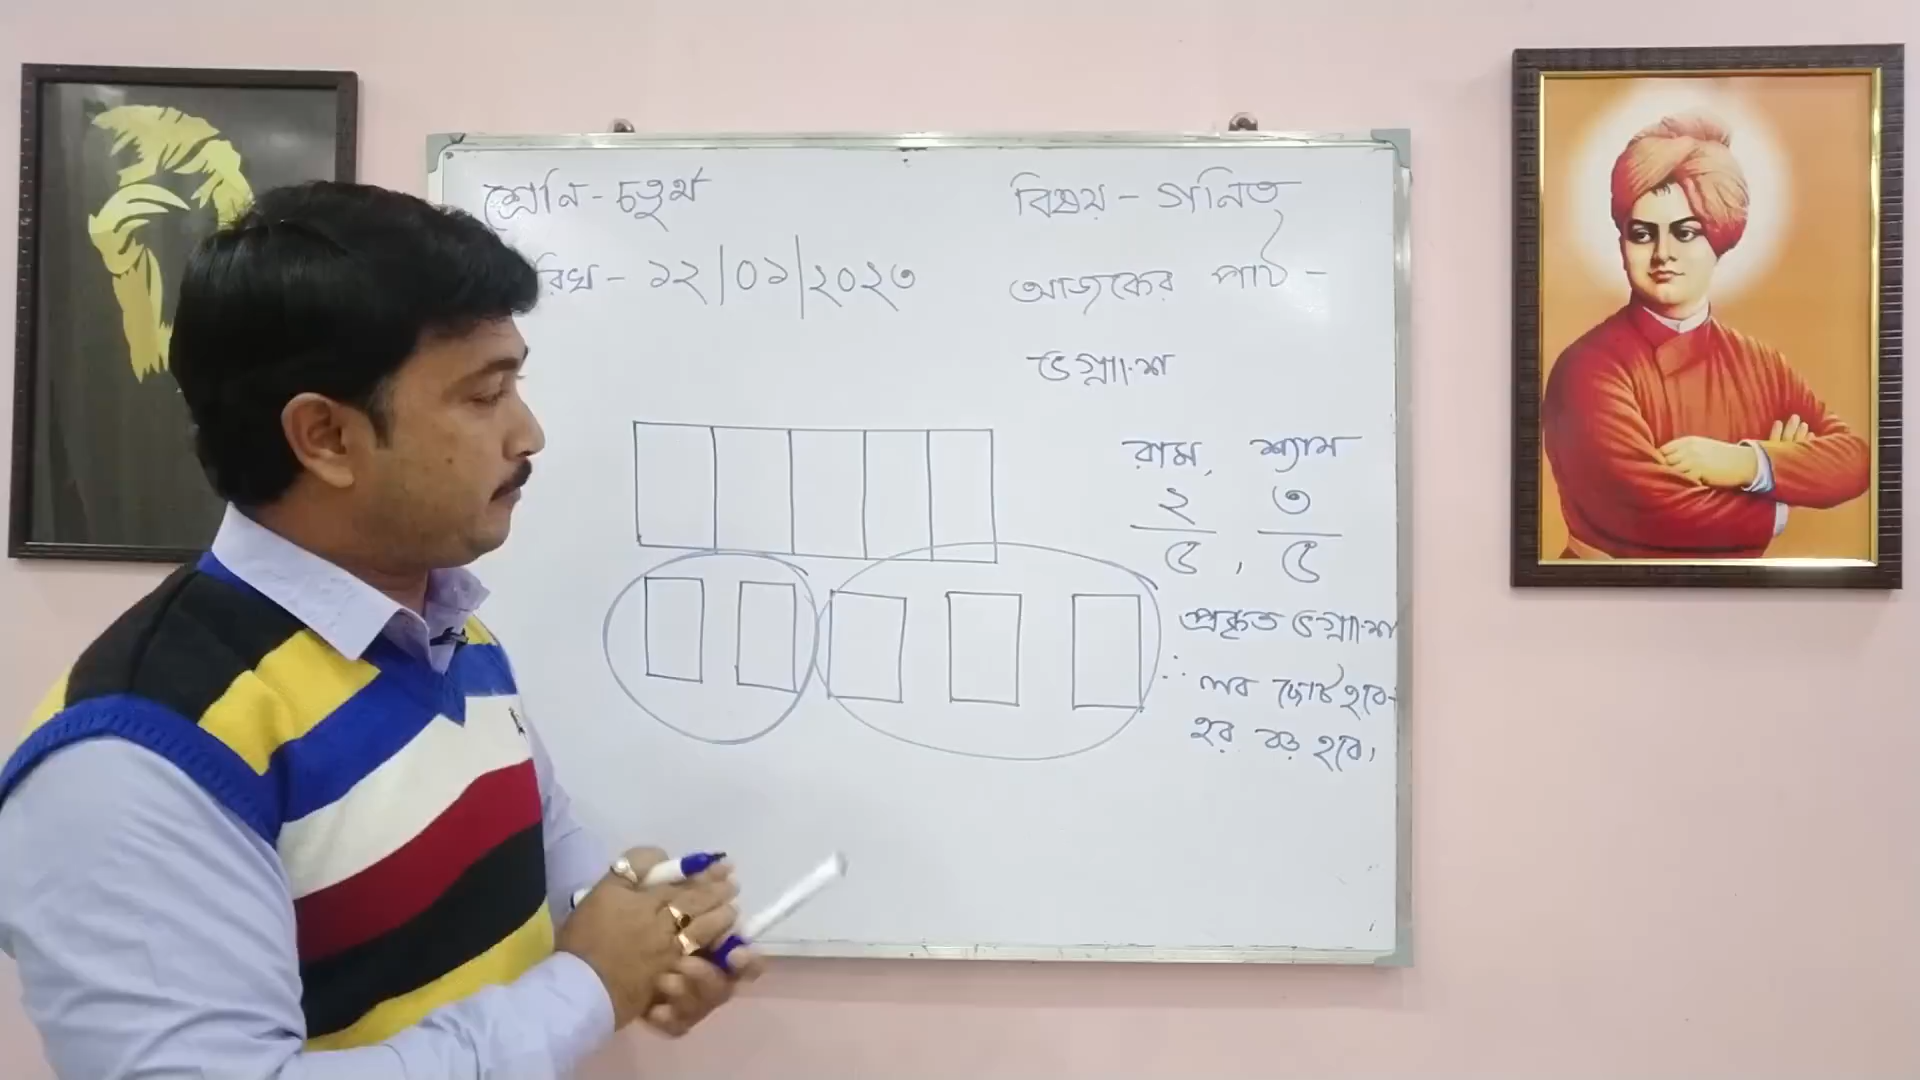 শ্রেনি - চতুর্থ
বিষয় - গনিত
রিখ - ১২/০১/২০২৩
আজকের পাঠ -
ভগ্নাংশ
রাম, শ্যাম
২ ৩
৫ , ৫
প্রকৃত ভগ্নাংশ
∴ লব ছোট হবে -
হর বড় হবে,